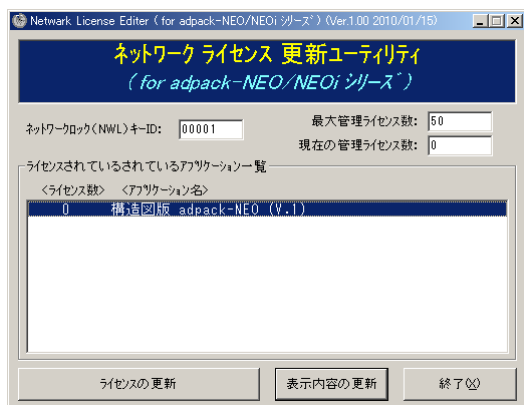 Netwark License Editer ( for adpack-NEO/NEOi ｼﾘｰｽﾞ ) (Ver.1.00 2010/01/15)
ネットワーク ライセンス 更新ユーティリティ
( for adpack-NEO/NEOi ｼﾘｰｽﾞ )
ﾈｯﾄﾜｰｸﾛｯｸ(NWL)ｷｰID: 00001
最大管理ﾗｲｾﾝｽ数: 50
現在の管理ﾗｲｾﾝｽ数: 0
ﾗｲｾﾝｽされているされているｱﾌﾟﾘｹｰｼｮﾝ一覧
<ﾗｲｾﾝｽ数> <ｱﾌﾟﾘｹｰｼｮﾝ名>
0 構造図版 adpack-NEO (V.1)
ﾗｲｾﾝｽの更新
表示内容の更新
終了(X)